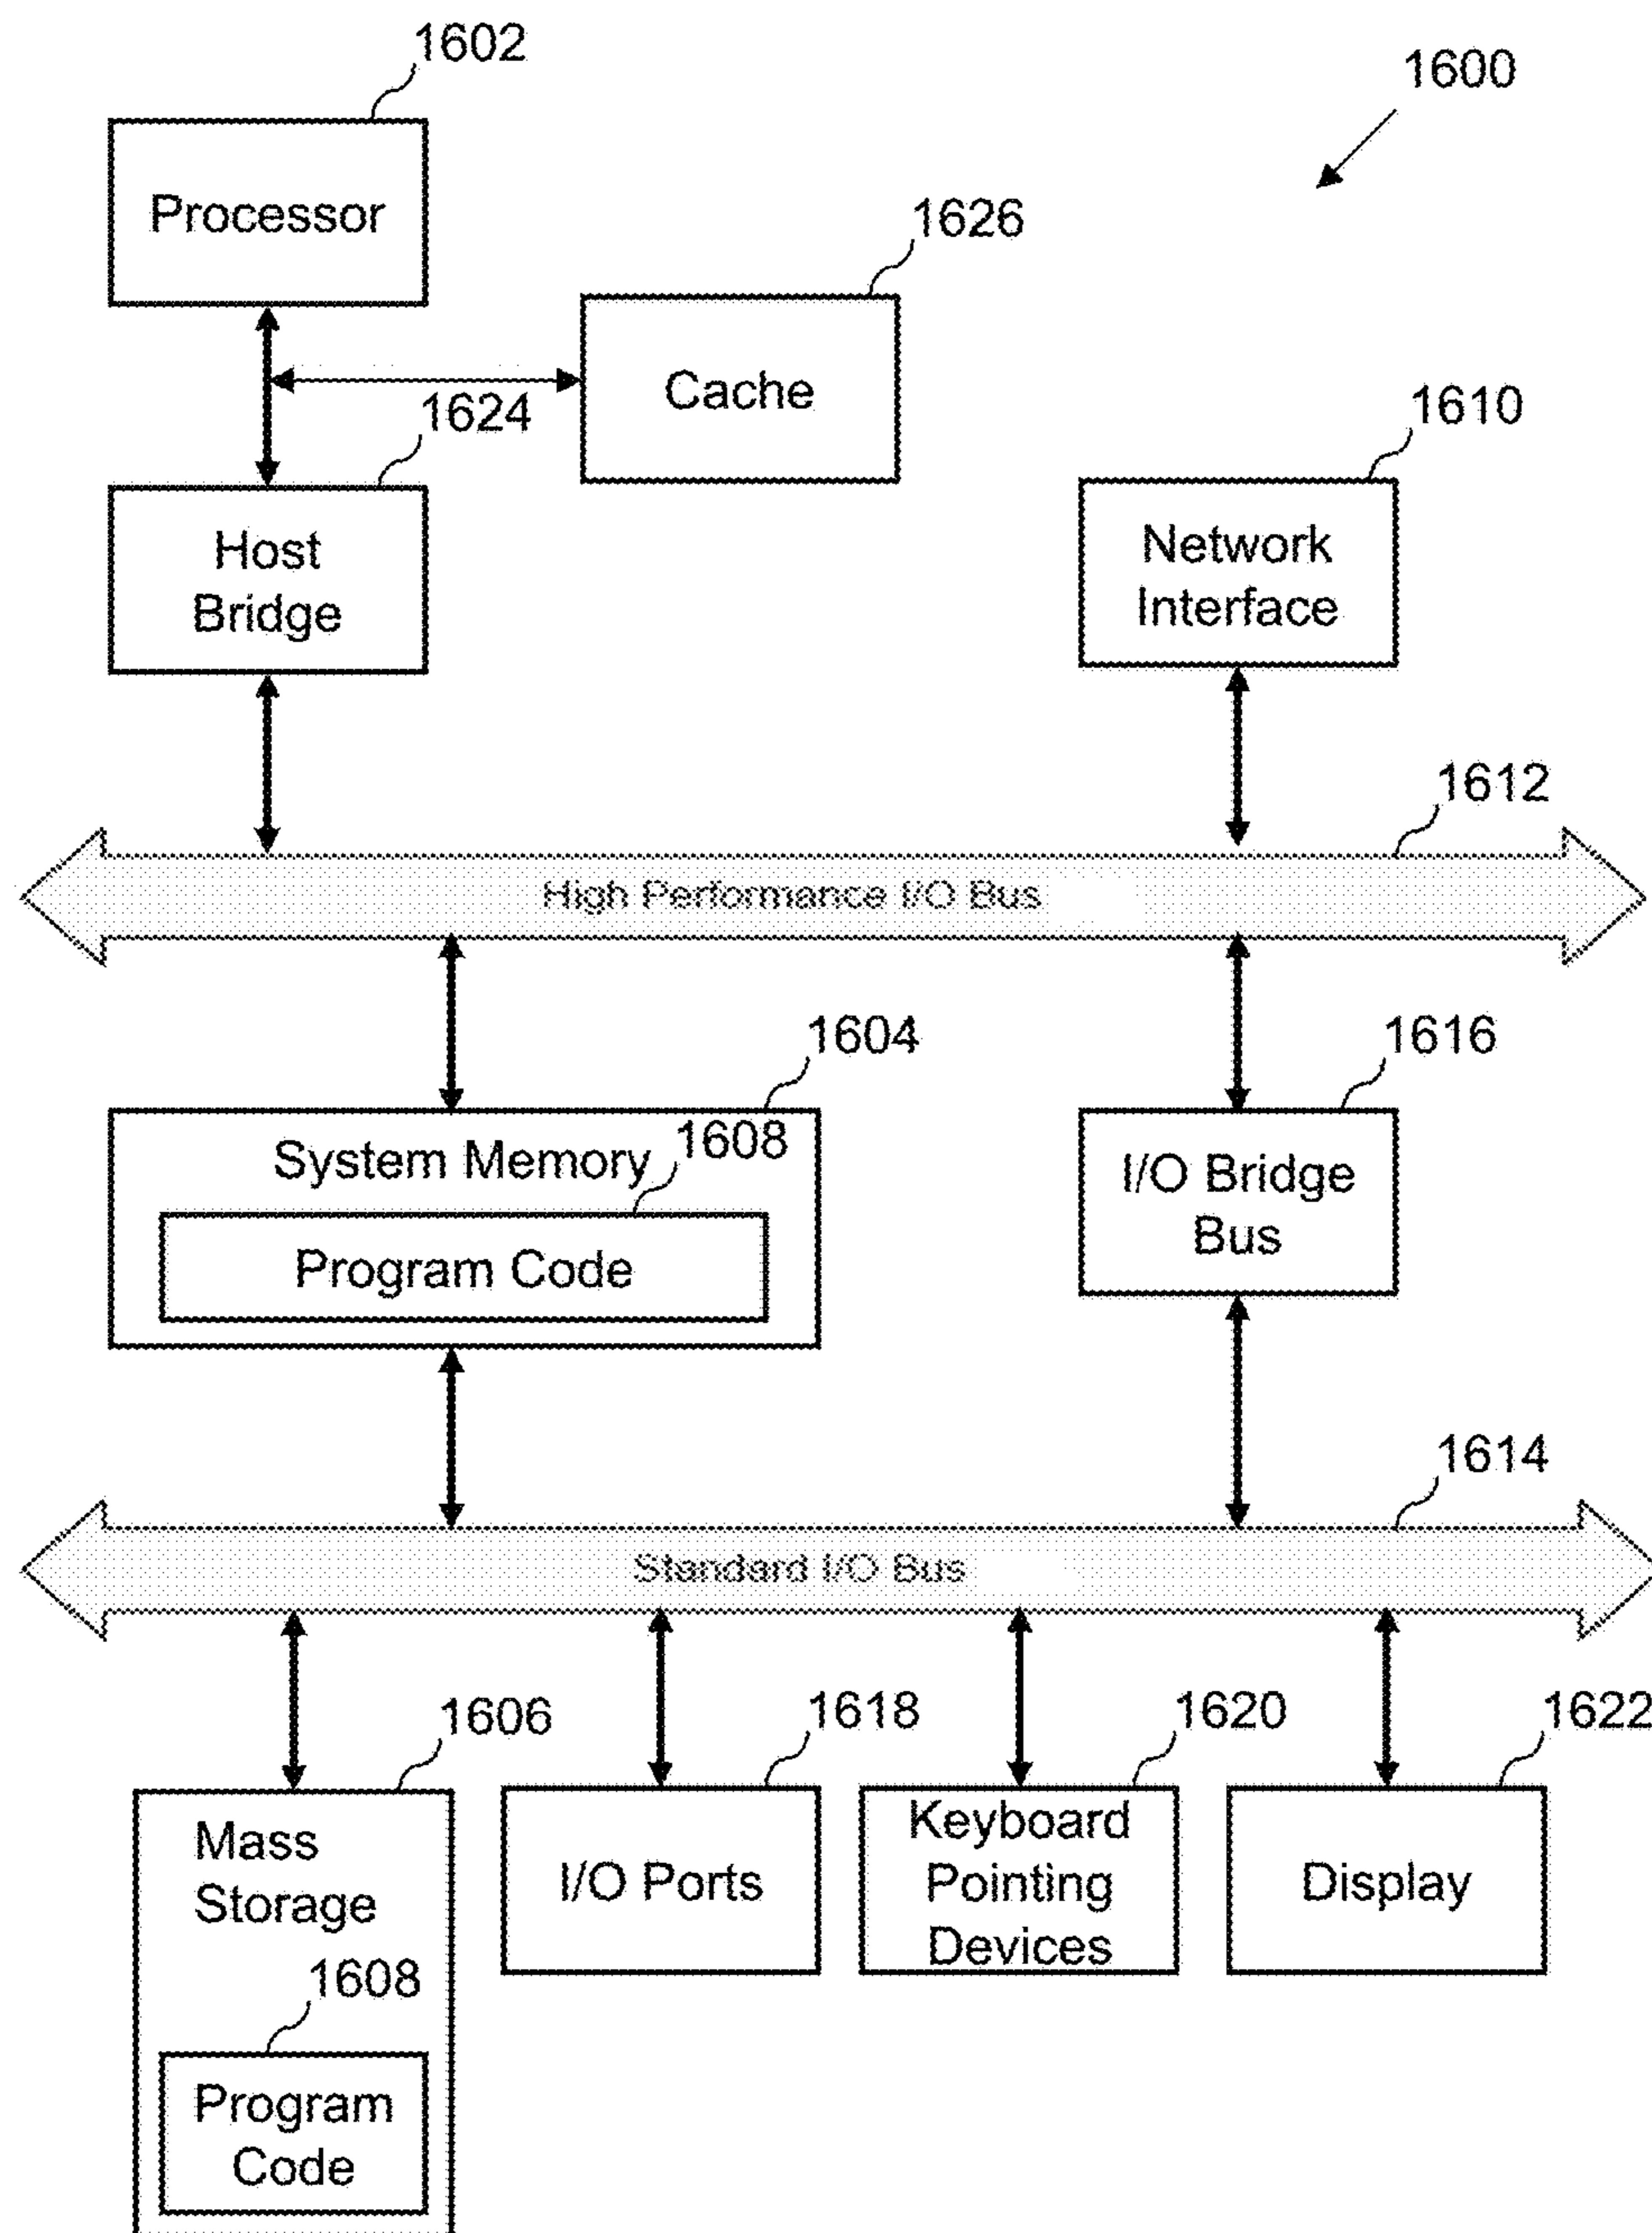 1602
1600
Processor
1626
Cache
1624
1610
Host
Bridge
Network
Interface
1612
High Performance I/O Bus
1604
1616
System Memory
1608
Program Code
I/O Bridge
Bus
1614
Standard I/O Bus
1606
1618
1620
1622
Mass
Storage
I/O Ports
Keyboard
Pointing
Devices
Display
1608
Program
Code